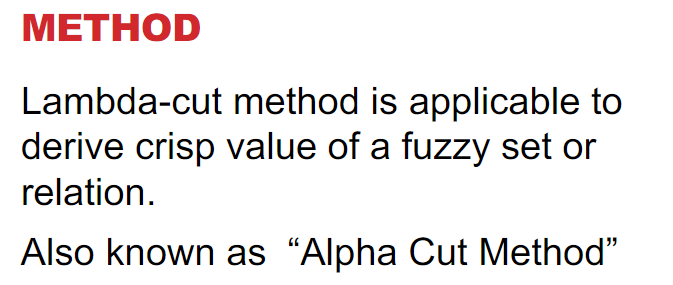 METHOD
Lambda-cut method is applicable to
derive crisp value of a fuzzy set or
relation.
Also known as  “Alpha Cut Method”